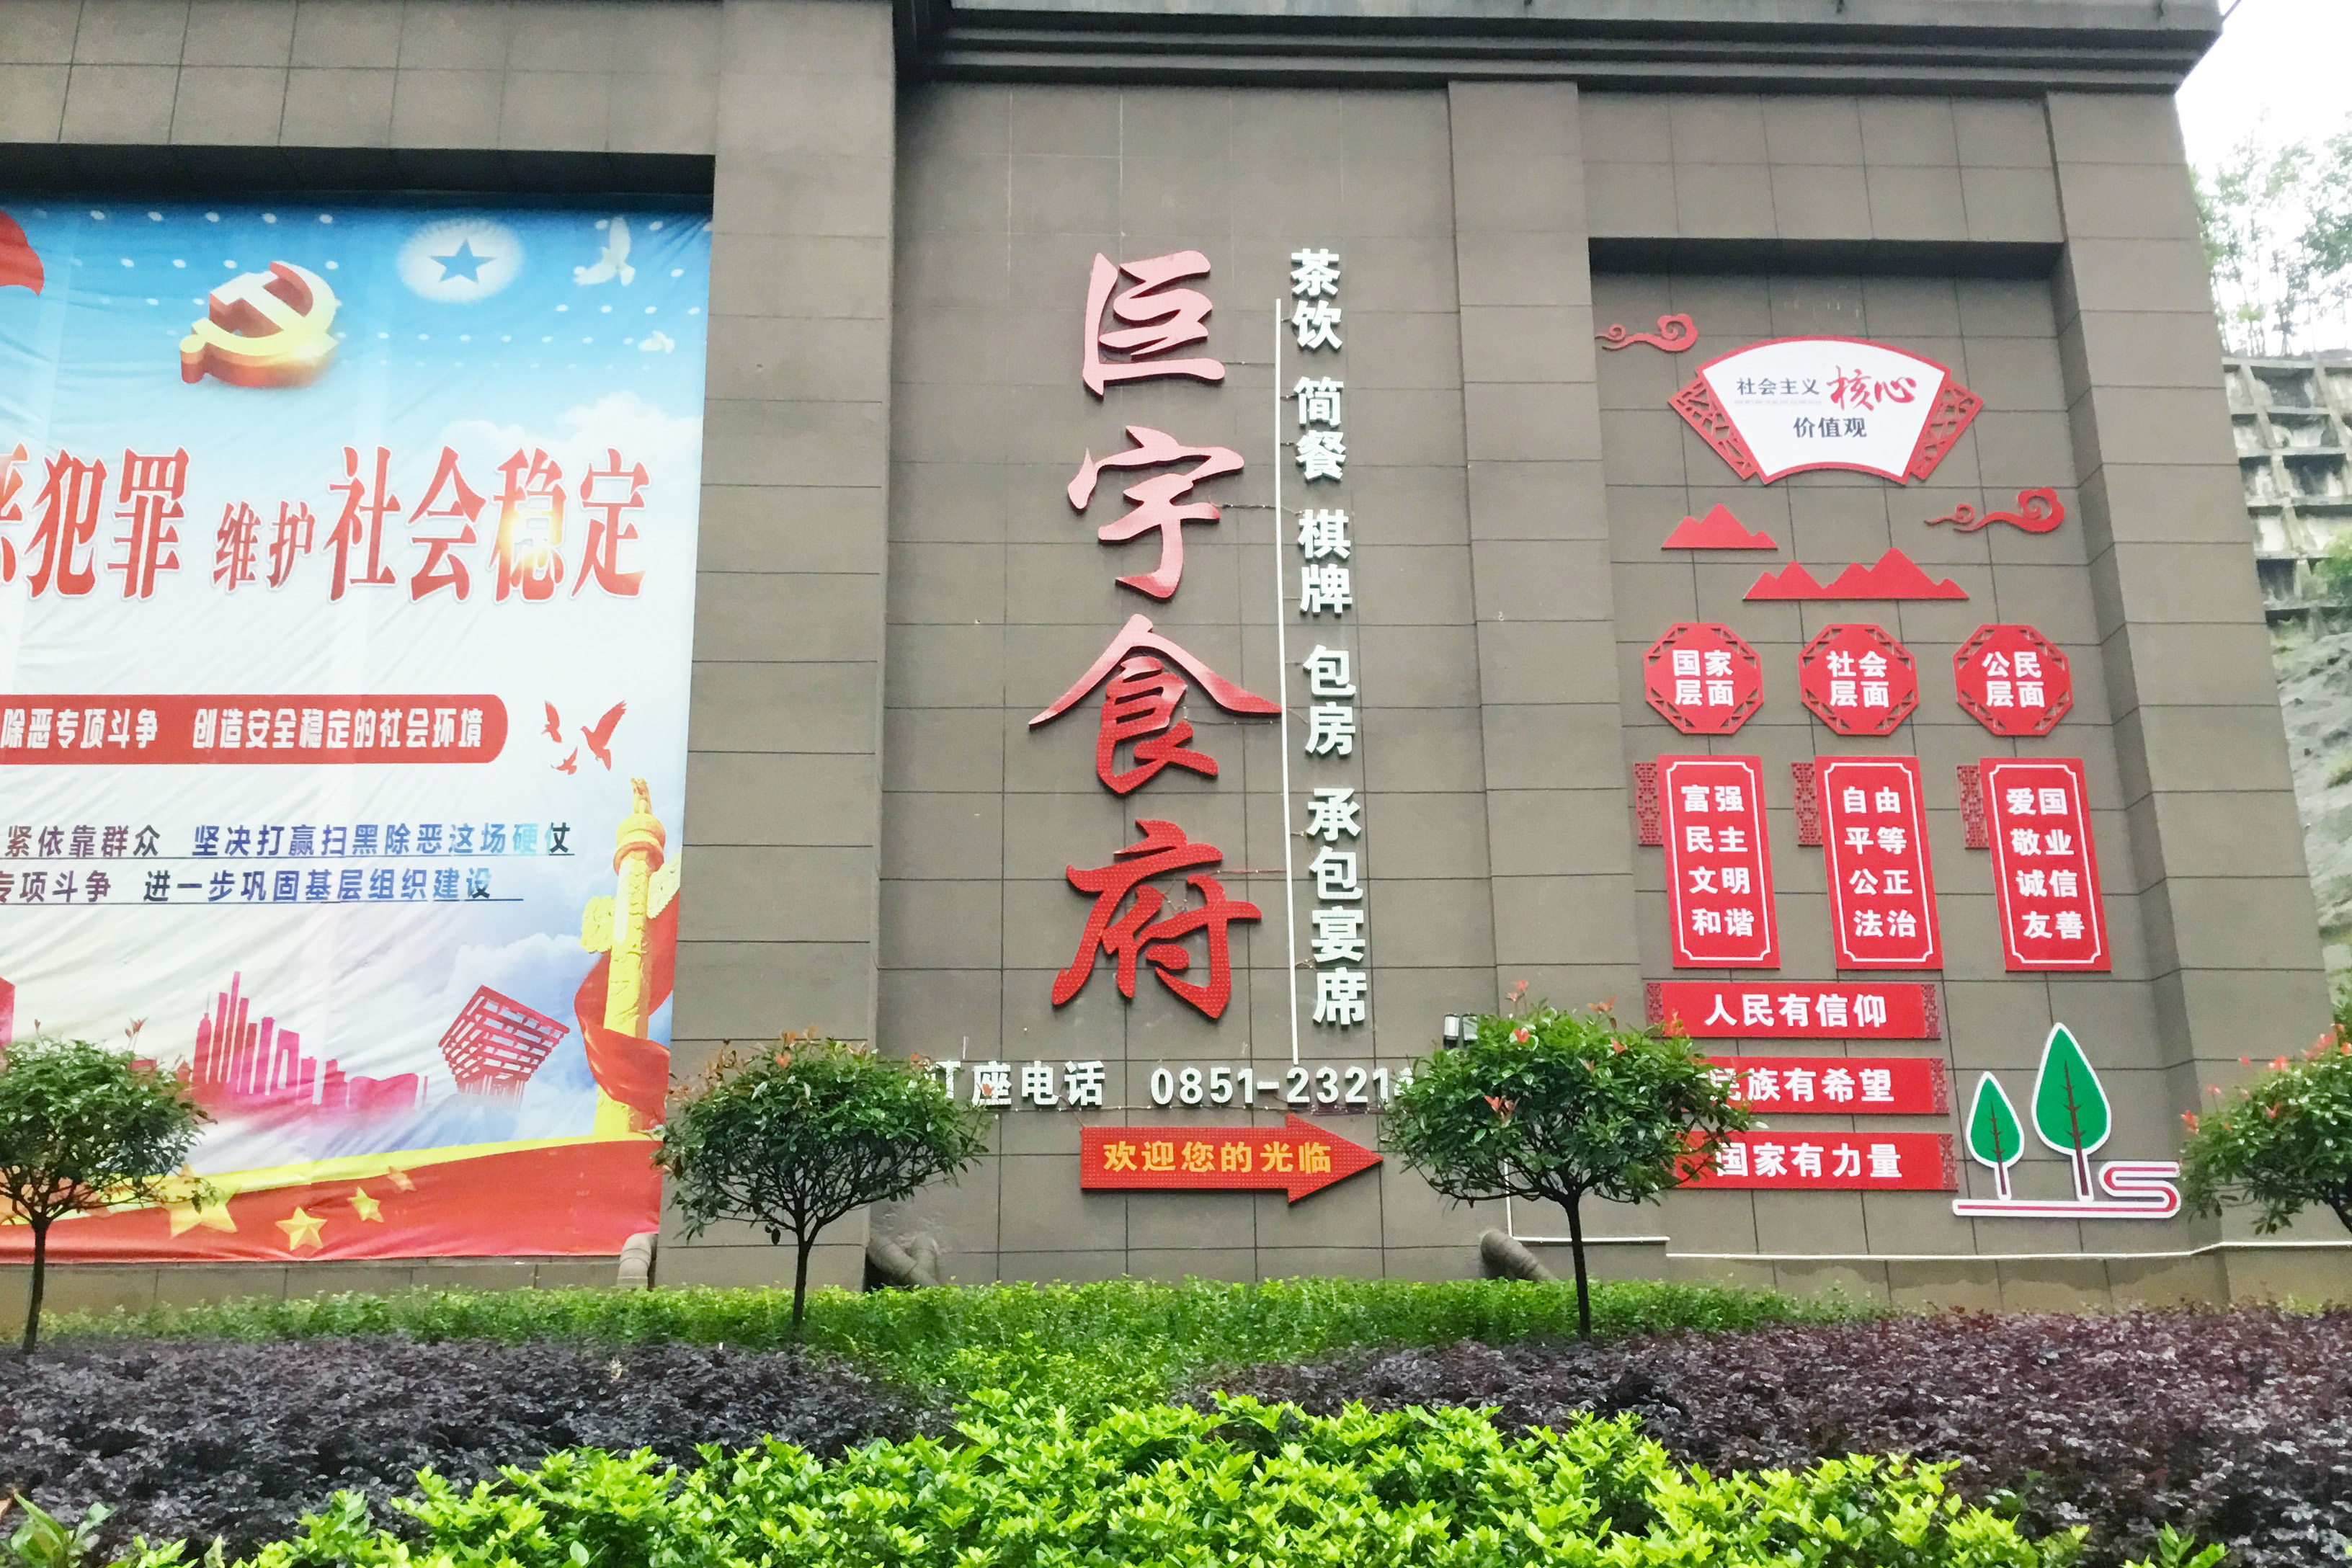 犯罪 维护社会稳定
除恶专项斗争 创造安全稳定的社会环境
紧依靠群众 坚决打赢扫黑除恶这场硬仗
专项斗争 进一步巩固基层组织建设
巨宇食府
茶饮 简餐 棋牌 包房 承包宴席
座电话 0851-2321
欢迎您的光临
社会主义核心
价值观
国家
层面
富强
民主
文明
和谐
社会
层面
自由
平等
公正
法治
公民
层面
爱国
敬业
诚信
友善
人民有信仰
民族有希望
国家有力量